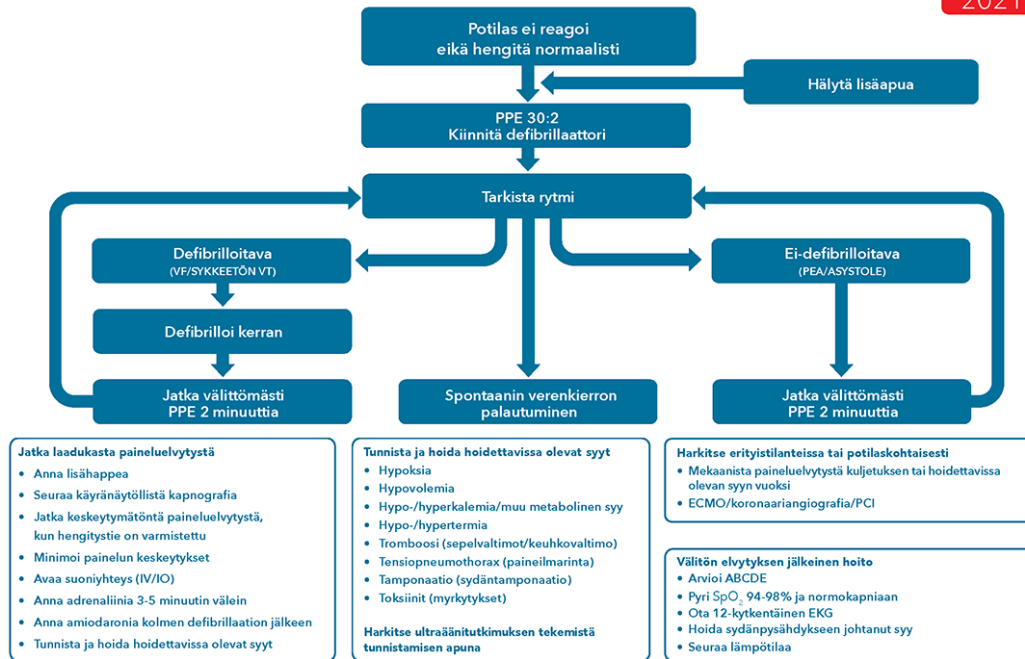 2021
Potilas ei reagoi
eikä hengitä normaalisti
Hälytä lisäapua
PPE 30:2
Kiinnitä defibrillaattori
Tarkista rytmi
Defibrilloitava
(VF/SYKKEETÖN VT)
Ei-defibrilloitava
(PEA/ASYSTOLE)
Defibrilloi kerran
Jatka välittömästi
PPE 2 minuuttia
Spontaanin verenkierron
palautuminen
Jatka välittömästi
PPE 2 minuuttia
Jatka laadukasta paineluelvytystä
• Anna lisähappea
• Seuraa käyränäytöllistä kapnografia
• Jatka keskeytymätöntä paineluelvytystä,
kun hengitystie on varmistettu
• Minimoi painelun keskeytykset
• Avaa suoniyhteys (IV/IO)
• Anna adrenaliinia 3-5 minuutin välein
• Anna amiodaronia kolmen defibrillaation jälkeen
• Tunnista ja hoida hoidettavissa olevat syyt
Tunnista ja hoida hoidettavissa olevat syyt
• Hypoksia
• Hypovolemia
• Hypo-/hyperkalemia/muu metabolinen syy
• Hypo-/hypertermia
• Tromboosi (sepelvaltimot/keuhkovaltimo)
• Tensiopneumothorax (paineilmarinta)
• Tamponaatio (sydäntamponaatio)
• Toksiinit (myrkytykset)
Harkitse ultraäänitutkimuksen tekemistä
tunnistamisen apuna
Harkitse erityistilanteissa tai potilaskohtaisesti
• Mekaanista paineluelvytystä kuljetuksen tai hoidettavissa
olevan syyn vuoksi
• ECMO/koronaariangiografia/PCI
Välitön elvytyksen jälkeinen hoito
• Arvioi ABCDE
• Pyri SpO₂ 94-98% ja normokapniaan
• Ota 12-kytkentäinen EKG
• Hoida sydänpysähdykseen johtanut syy
• Seuraa lämpötilaa